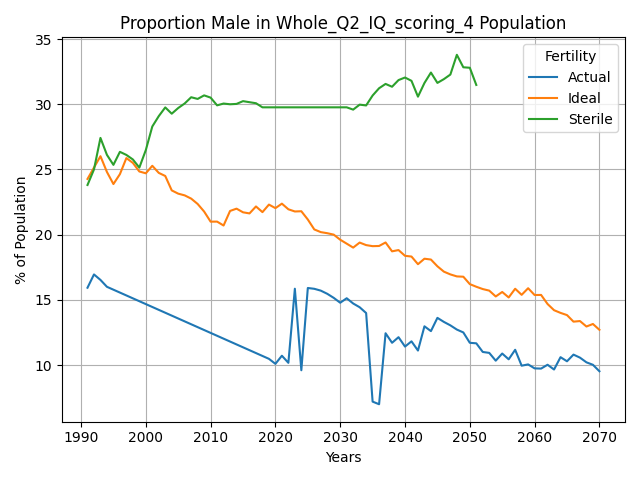 Proportion Male in Whole_Q2_IQ_scoring_4 Population
% of Population
35
30
25
20
15
10
Fertility
Actual
Ideal
Sterile
1990 2000 2010 2020 2030 2040 2050 2060 2070
Years